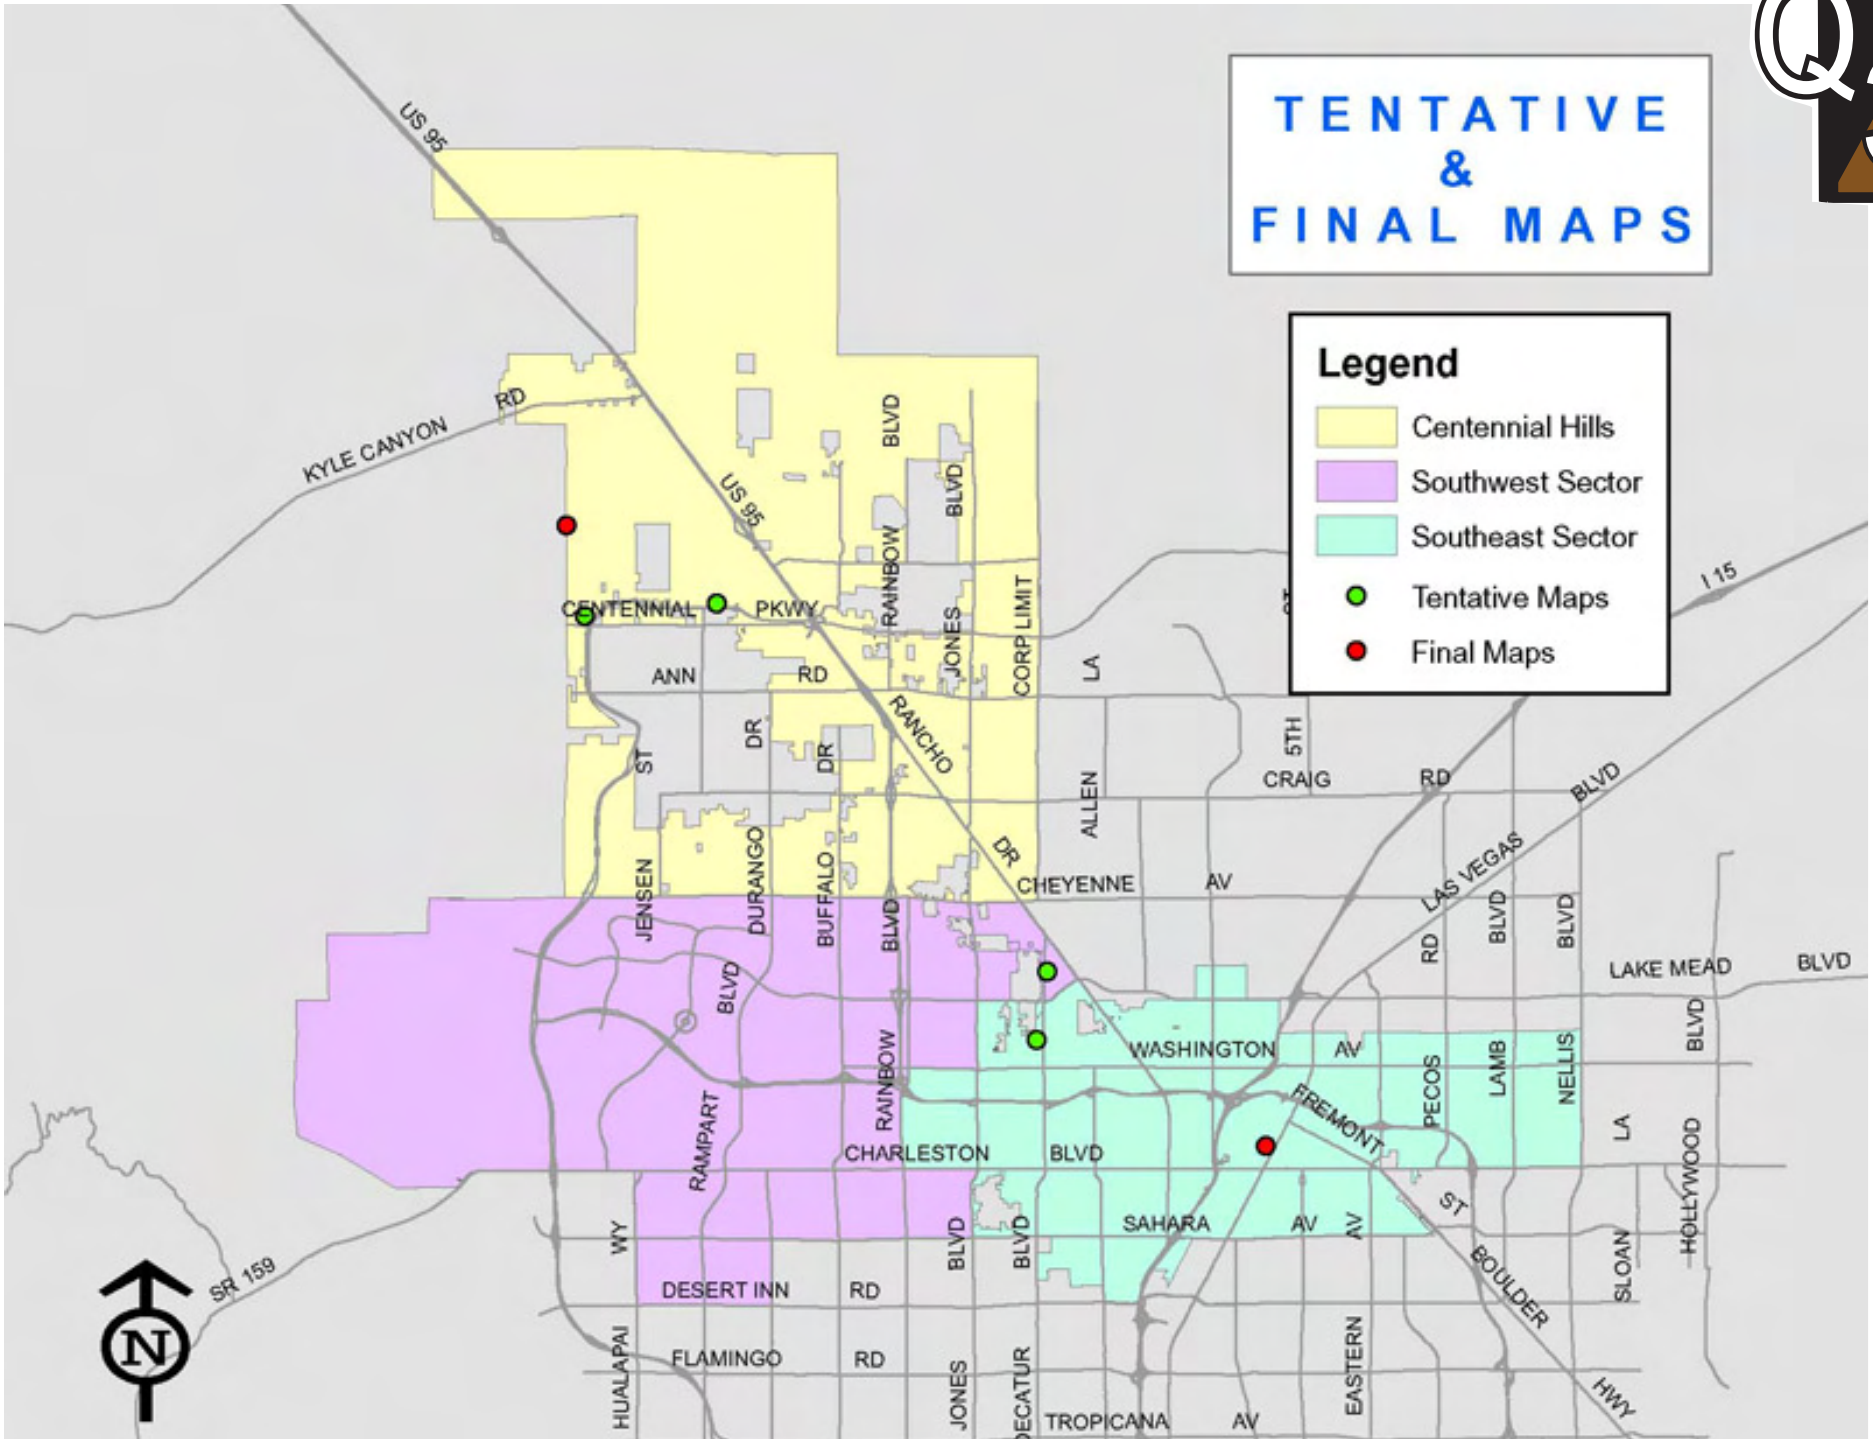 Q
TENTATIVE
&
FINAL MAPS
Legend
Centennial Hills
Southwest Sector
Southeast Sector
Tentative Maps
Final Maps
US 95
KYLE CANYON RD
US 95
BLVD
RAINBOW
BLVD
JONES
CORP LIMIT
I 15
CENTENNIAL PKWY
ANN RD
LA
ALLEN
5TH
RANCHO
DR
DR
DR
ST
CRAIG RD
BLVD
LAS VEGAS
CHEYENNE AV
JENSEN
DURANGO
BUFFALO
BLVD
RD
BLVD
BLVD
LAKE MEAD BLVD
BLVD
BLVD
RAINBOW
WASHINGTON AV
PECOS
LAMB
NELLIS
FREMONT
RAMPART
CHARLESTON BLVD
LA
HOLLYWOOD
ST
WY
BLVD
BLVD
SAHARA AV
AV
SLOAN
BOULDER
SR 159
DESERT INN RD
N
FLAMINGO RD
HUALAPAI
JONES
DECATUR
EASTERN
HWY
TROPICANA AV